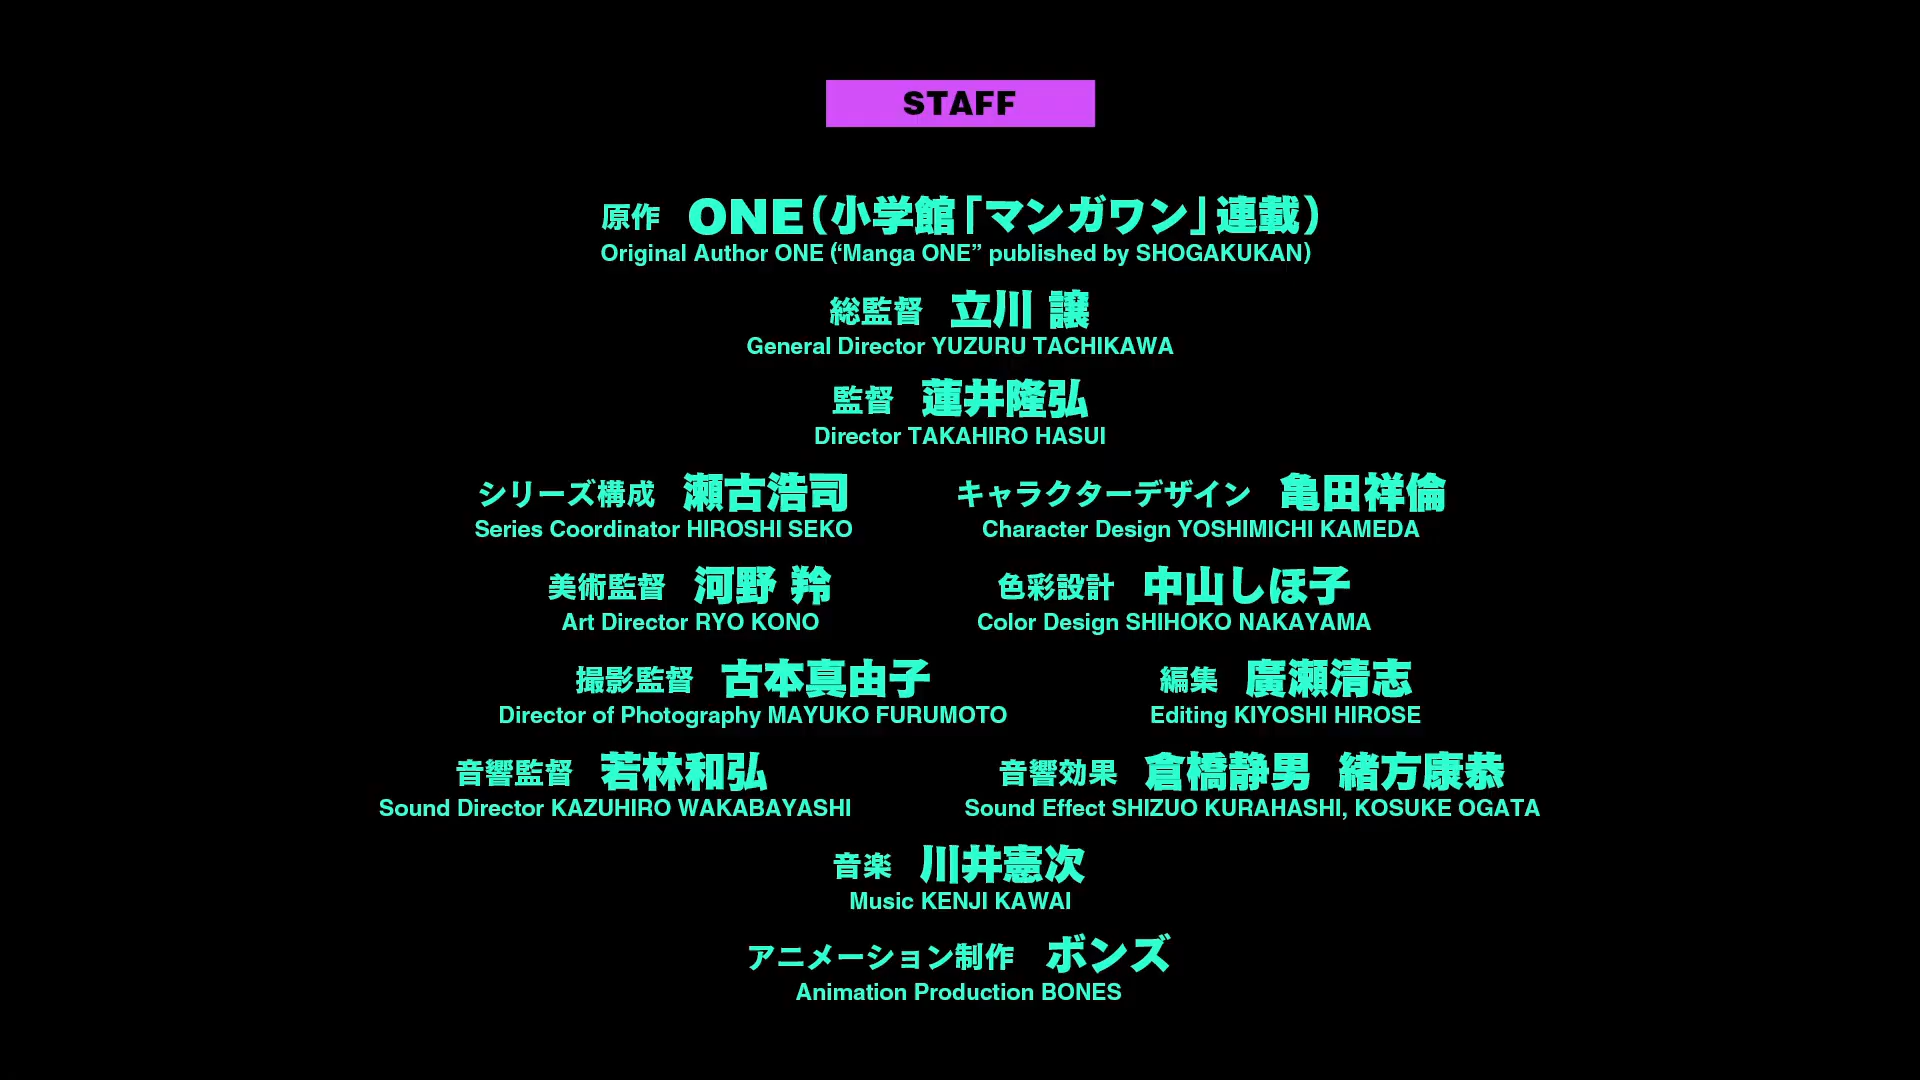 STAFF
原作 ONE(小学館「マンガワン」連載)
Original Author ONE (“Manga ONE” published by SHOGAKUKAN)
総監督 立川 譲
General Director YUZURU TACHIKAWA
監督 蓮井隆弘
Director TAKAHIRO HASUI
シリーズ構成 瀬古浩司 キャラクターデザイン 亀田祥倫
Series Coordinator HIROSHI SEKO Character Design YOSHIMICHI KAMEDA
美術監督 河野 羚 色彩設計 中山しほ子
Art Director RYO KONO Color Design SHIHOKO NAKAYAMA
撮影監督 古本真由子 編集 廣瀬清志
Director of Photography MAYUKO FURUMOTO Editing KIYOSHI HIROSE
音響監督 若林和弘 音響効果 倉橋静男 緒方康恭
Sound Director KAZUHIRO WAKABAYASHI Sound Effect SHIZUO KURAHASHI, KOSUKE OGATA
音楽 川井憲次
Music KENJI KAWAI
アニメーション制作 ボンズ
Animation Production BONES